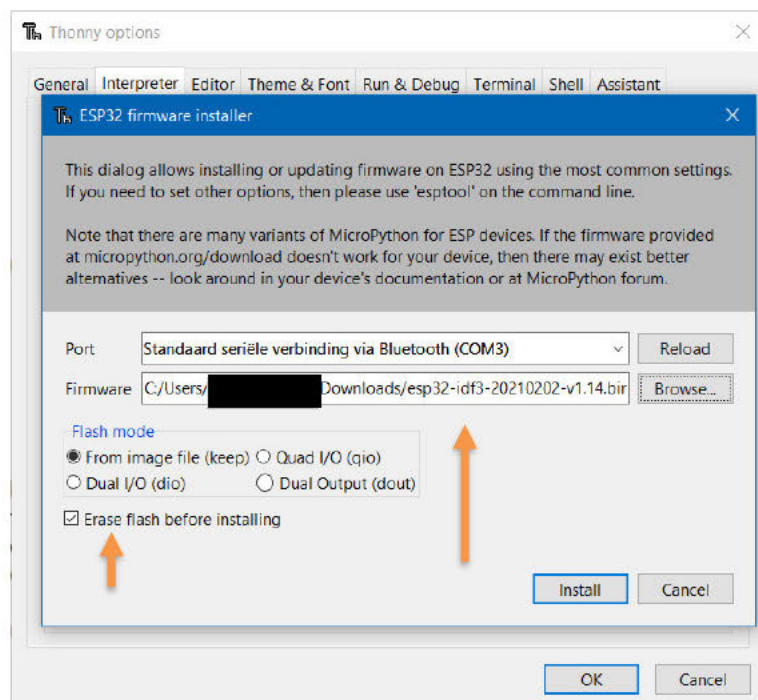 Thonny options
General Interpreter Editor Theme & Font Run & Debug Terminal Shell Assistant
ESP32 firmware installer
This dialog allows installing or updating firmware on ESP32 using the most common settings.
If you need to set other options, then please use 'esptool' on the command line.
Note that there are many variants of MicroPython for ESP devices. If the firmware provided
at micropython.org/download doesn't work for your device, then there may exist better
alternatives -- look around in your device's documentation or at MicroPython forum.
Port Standaard seriële verbinding via Bluetooth (COM3) Reload
Firmware C:/Users/ Downloads/esp32-idf3-20210202-v1.14.bin Browse...
Flash mode
From image file (keep) Quad I/O (qio)
Dual I/O (dio) Dual Output (dout)
Erase flash before installing
Install Cancel
OK Cancel